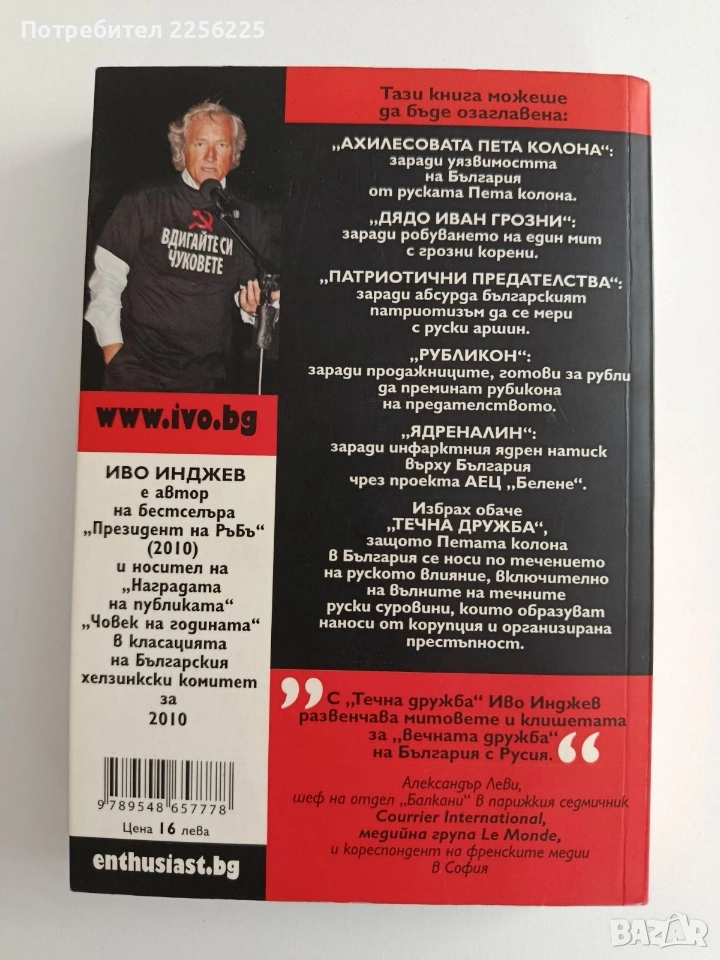 Потребител 2256225
Тази книга можеше
да бъде озаглавена:
„АХИЛЕСОВАТА ПЕТА КОЛОНА“:
заради уязвимостта
на България
от руската Пета колона.
„ДЯДО ИВАН ГРОЗНИ“:
заради робуването на един мит
с грозни корени.
„ПАТРИОТИЧНИ ПРЕДАТЕЛСТВА“:
заради абсурда българският
патриотизъм да се мери
с руски аршин.
„РУБЛИКОН“:
заради продажниците, готови за рубли
да преминат рубикона
на предателството.
„ЯДРЕНАЛИН“:
заради инфарктния ядрен натиск
върху България
чрез проекта АЕЦ „Белене“.
Избрах обаче
„ТЕЧНА ДРУЖБА“,
защото Петата колона
в България се носи по течението
на руското влияние, включително
на вълните на течните
руски суровини, които образуват
наноси от корупция и организирана
престъпност.
ВДИГАЙТЕ СИ
ЧУКОВЕТЕ
www.ivo.bg
ИВО ИНДЖЕВ
е автор
на бестселъра
„Президент на РъБъ“
(2010)
и носител на
„Наградата
на публиката“
„Човек на годината“
в класацията
на Българския
хелзинкски комитет
за
2010
9 789548 657778
Цена 16 лева
enthusiast.bg
„С „Течна дружба“ Иво Инджев
развенчава митовете и клишетата
за „вечната дружба“
на България с Русия.“
Александър Леви,
шеф на отдел „Балкани“ в парижкия седмичник
Courrier International,
медийна група Le Monde,
и кореспондент на френските медии
в София
BAZAR